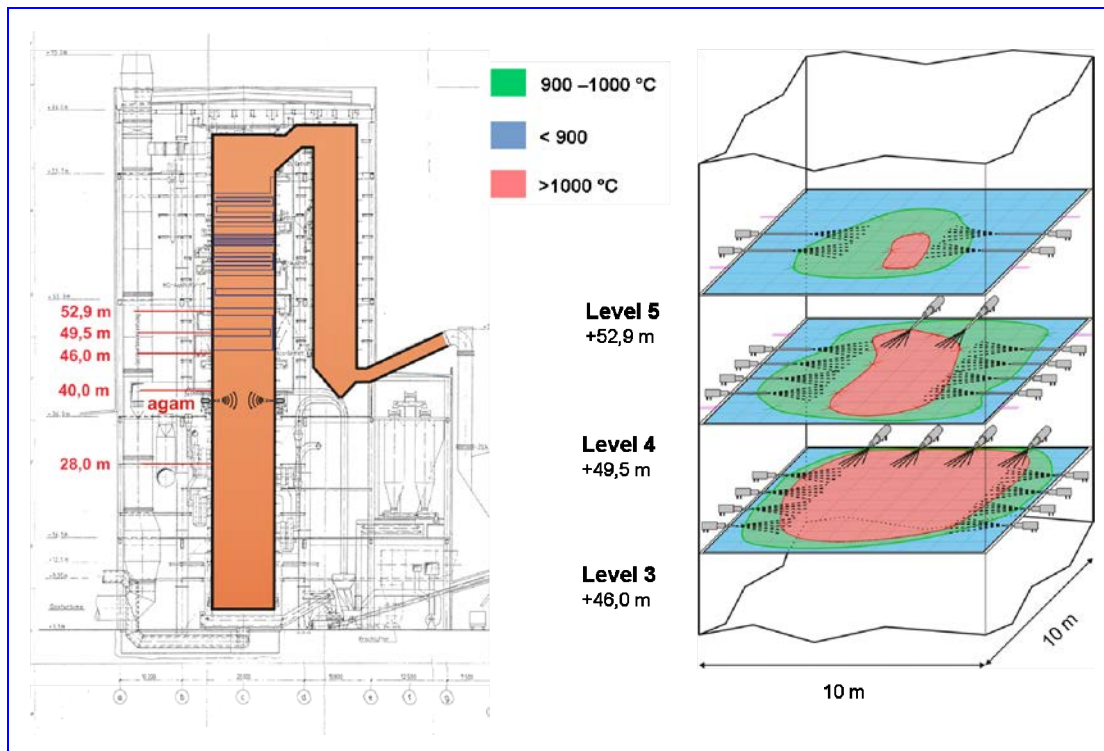 900 –1000 °C
< 900
>1000 °C
52,9 m
49,5 m
46,0 m
40,0 m
agam
28,0 m
Level 5
+52,9 m
Level 4
+49,5 m
Level 3
+46,0 m
10 m
10 m
a
b
c
d
e
f
g